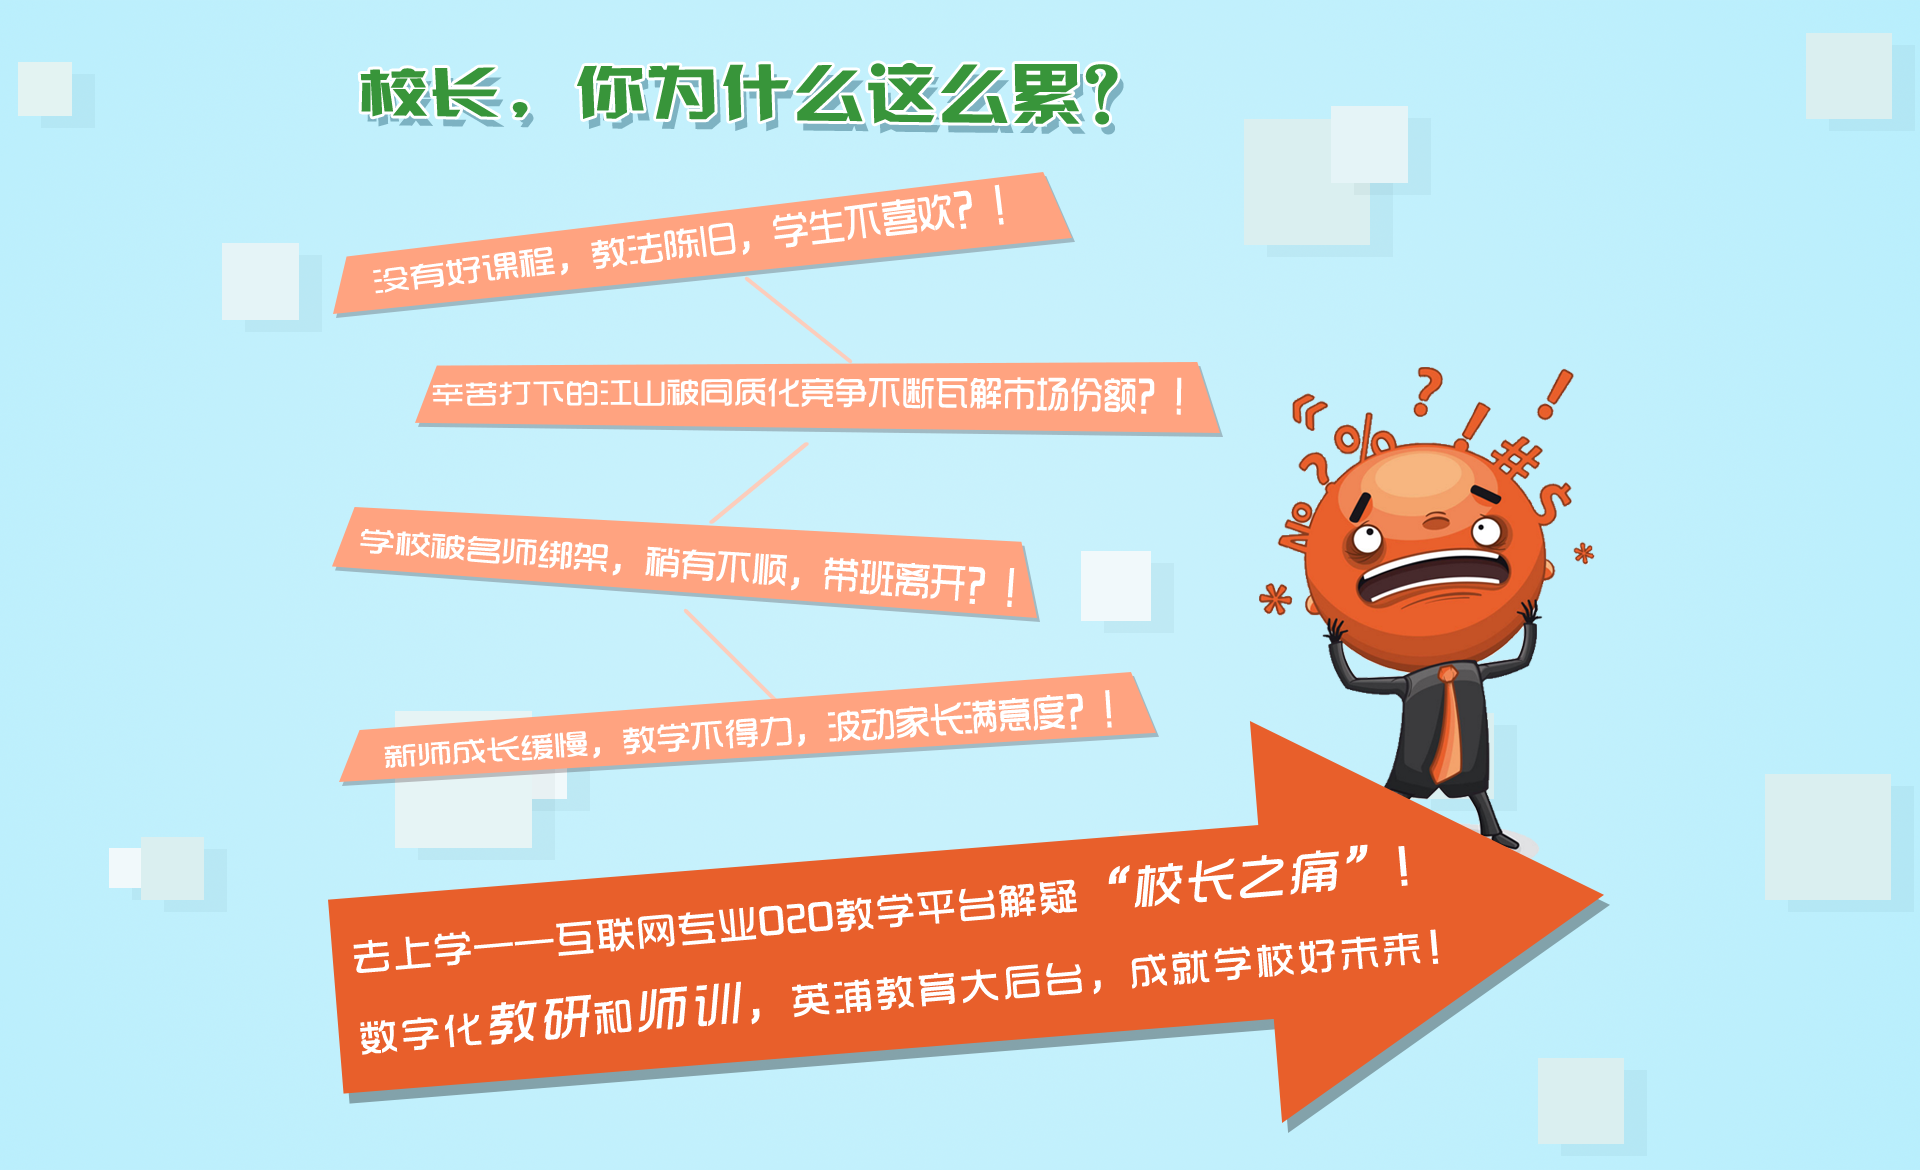 校长，你为什么这么累?
没有好课程，教法陈旧，学生不喜欢？！
辛苦打下的江山被同质化竞争不断瓦解市场份额？！
学校被名师绑架，稍有不顺，带班离开？！
新师成长缓慢，教学不得力，波动家长满意度？！
« ? % ? ! ! # $ No * *
去上学——互联网专业O2O教学平台解疑“校长之痛”！
数字化教研和师训，英浦教育大后台，成就学校好未来！